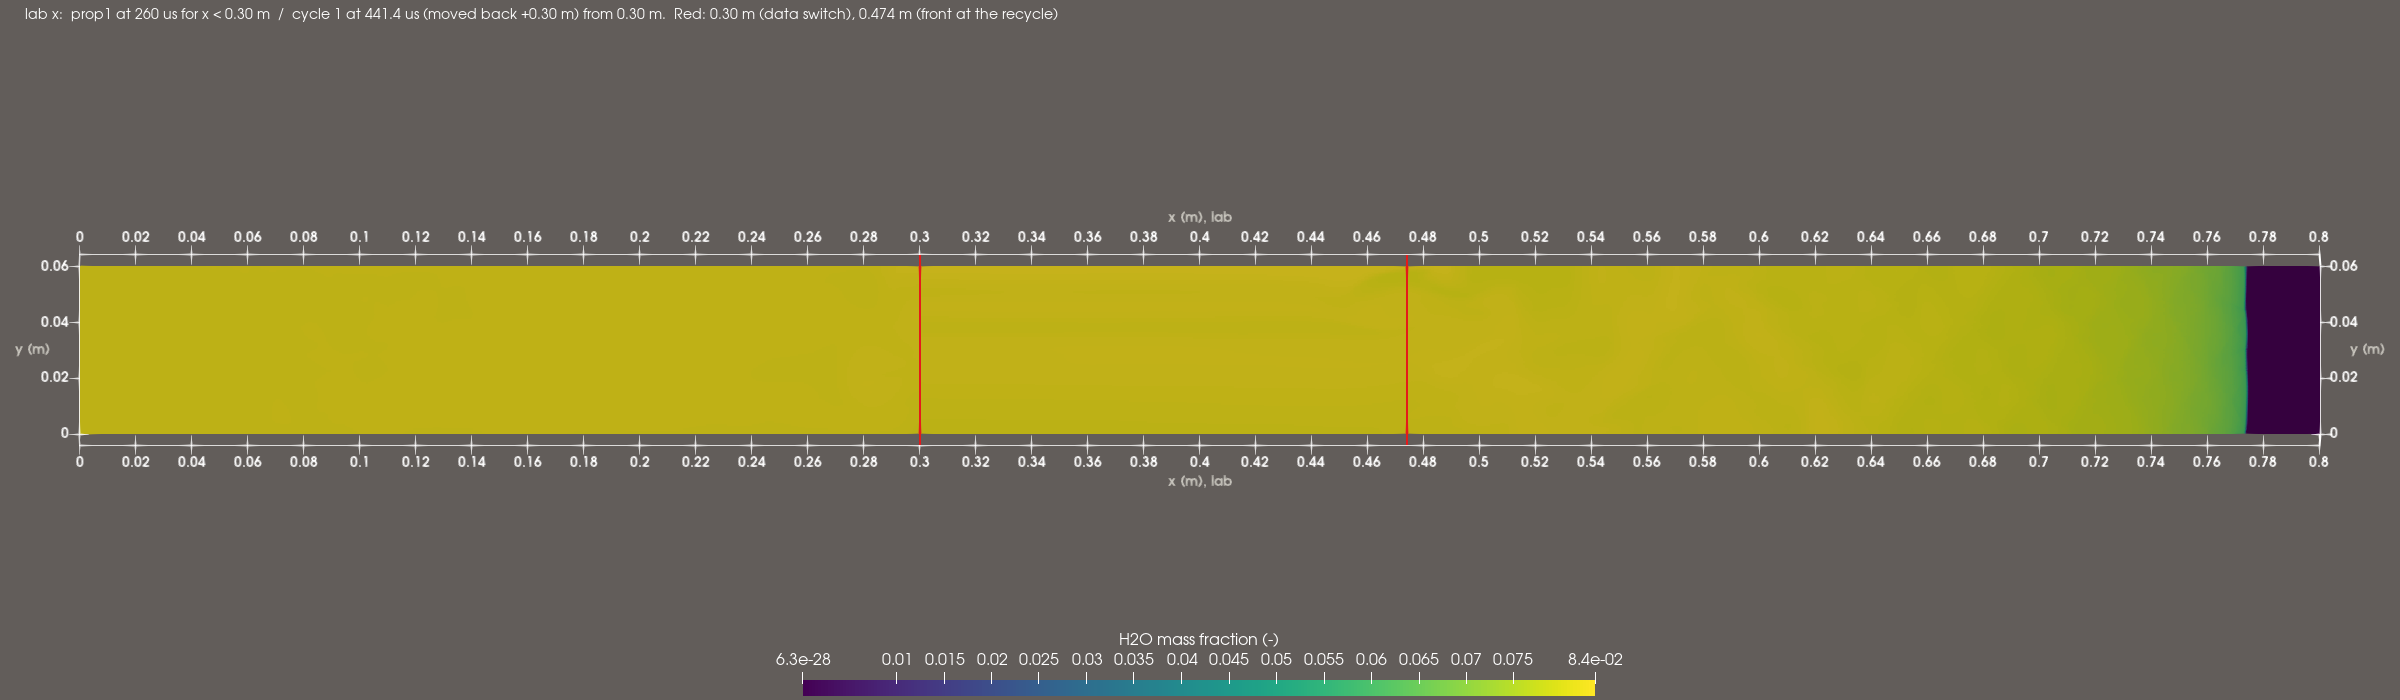 lab x:  prop1 at 260 us for x < 0.30 m  /  cycle 1 at 441.4 us (moved back +0.30 m) from 0.30 m.  Red: 0.30 m (data switch), 0.474 m (front at the recycle)
x (m), lab
0 0.02 0.04 0.06 0.08 0.1 0.12 0.14 0.16 0.18 0.2 0.22 0.24 0.26 0.28 0.3 0.32 0.34 0.36 0.38 0.4 0.42 0.44 0.46 0.48 0.5 0.52 0.54 0.56 0.58 0.6 0.62 0.64 0.66 0.68 0.7 0.72 0.74 0.76 0.78 0.8
0.06 0.06
0.04 0.04
y (m) y (m)
0.02 0.02
0 0
0 0.02 0.04 0.06 0.08 0.1 0.12 0.14 0.16 0.18 0.2 0.22 0.24 0.26 0.28 0.3 0.32 0.34 0.36 0.38 0.4 0.42 0.44 0.46 0.48 0.5 0.52 0.54 0.56 0.58 0.6 0.62 0.64 0.66 0.68 0.7 0.72 0.74 0.76 0.78 0.8
x (m), lab
H2O mass fraction (-)
6.3e-28 0.01 0.015 0.02 0.025 0.03 0.035 0.04 0.045 0.05 0.055 0.06 0.065 0.07 0.075 8.4e-02